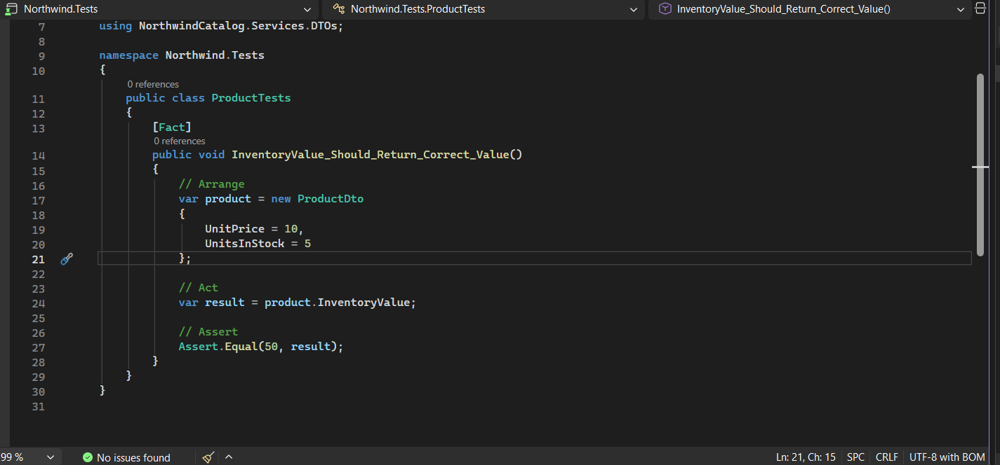 Northwind.Tests Northwind.Tests.ProductTests InventoryValue_Should_Return_Correct_Value()
7 using NorthwindCatalog.Services.DTOs;
8
9 namespace Northwind.Tests
10 {
0 references
11 public class ProductTests
12 {
13 [Fact]
0 references
14 public void InventoryValue_Should_Return_Correct_Value()
15 {
16 // Arrange
17 var product = new ProductDto
18 {
19 UnitPrice = 10,
20 UnitsInStock = 5
21 };
22
23 // Act
24 var result = product.InventoryValue;
25
26 // Assert
27 Assert.Equal(50, result);
28 }
29 }
30 }
31
99 % No issues found Ln: 21, Ch: 15 SPC CRLF UTF-8 with BOM